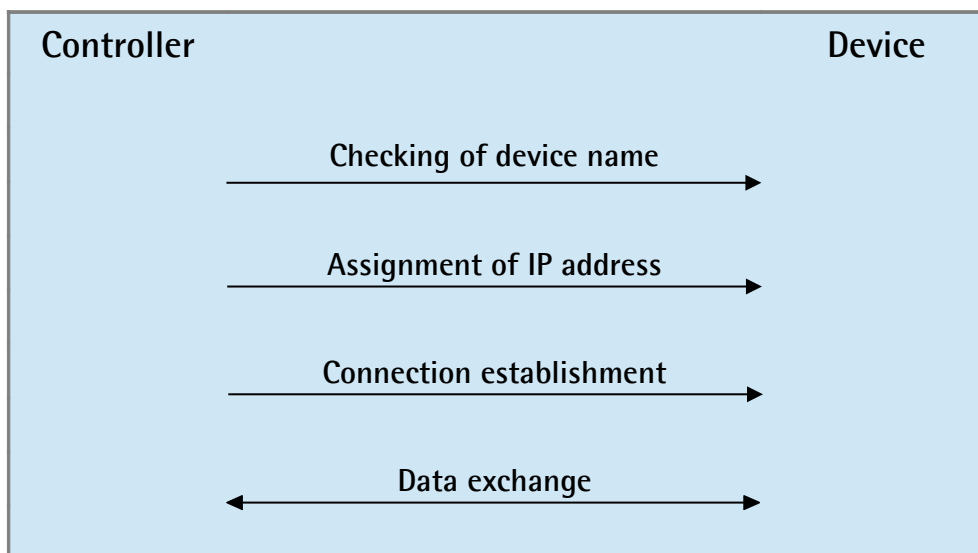 Controller
Device
Checking of device name
Assignment of IP address
Connection establishment
Data exchange